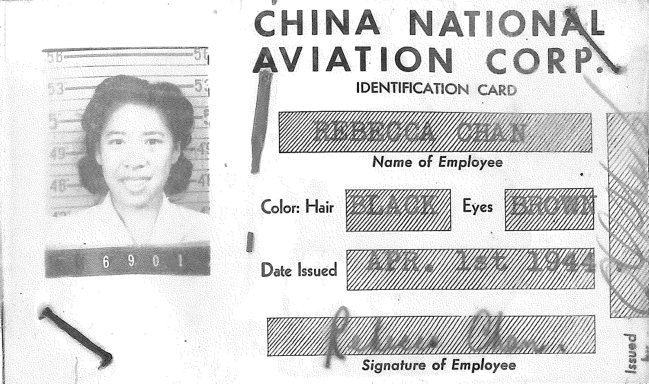 CHINA NATIONAL
AVIATION CORP.
IDENTIFICATION CARD
REBECCA CHAN
Name of Employee
Color: Hair BLACK Eyes BROWN
Date Issued APR. 1st 1944.
Rebecca Chan.
Signature of Employee
Issued
6901